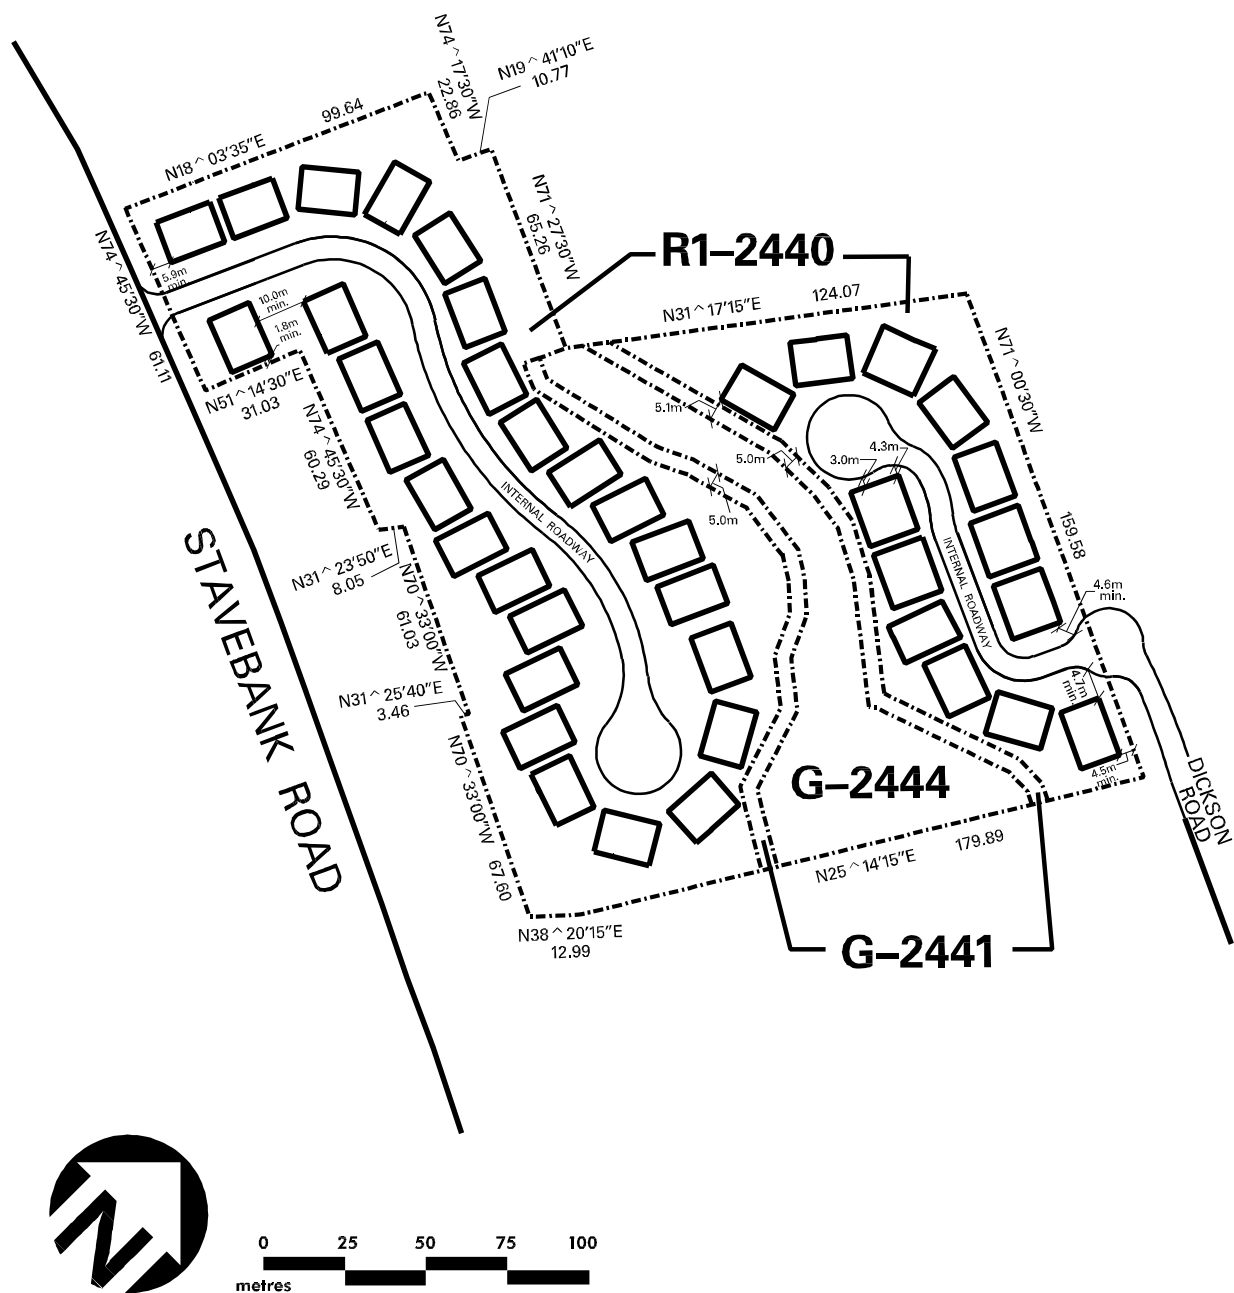 N74^17'30"W
22.86
N19^41'10"E
10.77
99.64
N18^03'35"E
N71^27'30"W
65.26
R1–2440
N74^45'30"W 61.11
5.9m
min.
10.0m
min.
1.8m
min.
N31^17'15"E
124.07
N51^14'30"E
31.03
N71^00'30"W
159.58
N74^45'30"W
60.29
5.1m
5.0m
5.0m
3.0m
4.3m
INTERNAL ROADWAY
INTERNAL ROADWAY
STAVEBANK ROAD
N31^23'50"E
8.05
N70^33'00"W
61.03
4.6m
min.
4.7m
min.
N31^25'40"E
3.46
N70^33'00"W 67.60
G–2444
4.5m
min.
DICKSON
ROAD
179.89
N25^14'15"E
N38^20'15"E
12.99
G–2441
N
0 25 50 75 100
metres